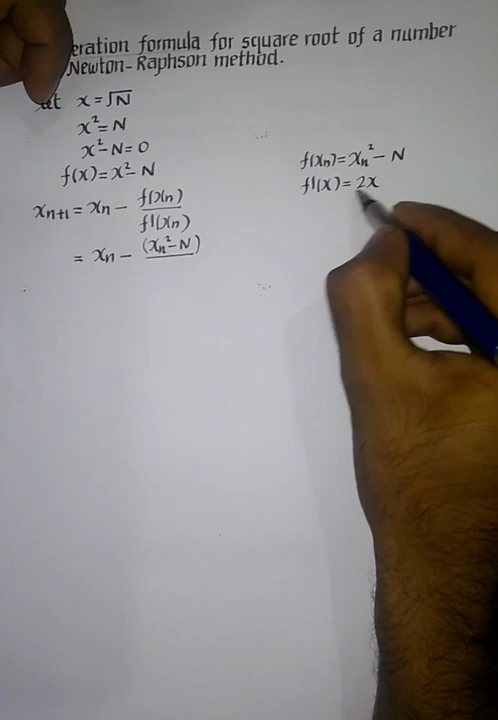 eration formula for square root of a number
Newton-Raphson method.
x = √N
x² = N
x² - N = 0
f(x) = x² - N
xₙ₊₁ = xₙ - f(xₙ) / f'(xₙ)
= xₙ - (xₙ² - N)
f(xₙ) = xₙ² - N
f'(x) = 2x